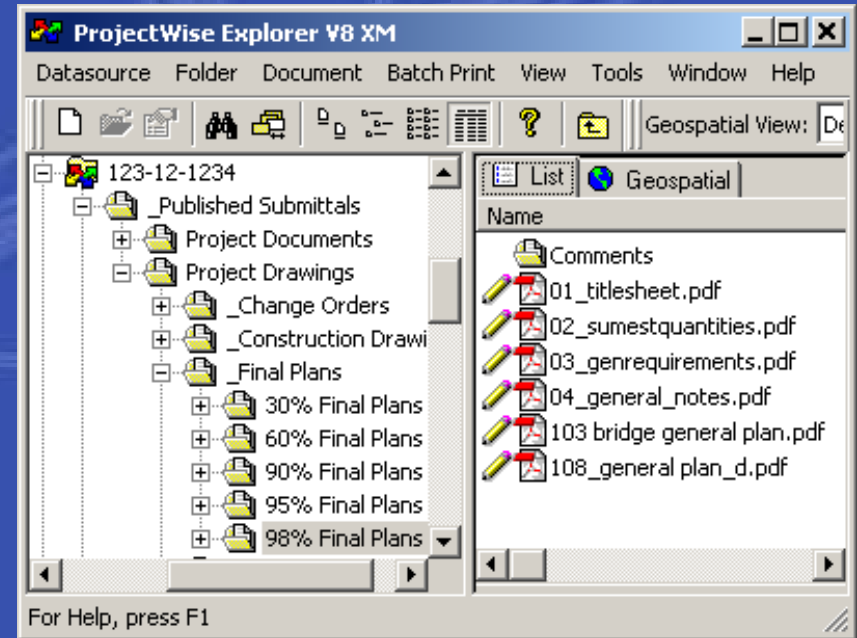 ProjectWise Explorer V8 XM
Datasource Folder Document Batch Print View Tools Window Help
Geospatial View:
123-12-1234
_Published Submittals
Project Documents
Project Drawings
_Change Orders
_Construction Drawi
_Final Plans
30% Final Plans
60% Final Plans
90% Final Plans
95% Final Plans
98% Final Plans
List Geospatial
Name
Comments
01_titlesheet.pdf
02_sumestquantities.pdf
03_genrequirements.pdf
04_general_notes.pdf
103 bridge general plan.pdf
108_general plan_d.pdf
For Help, press F1